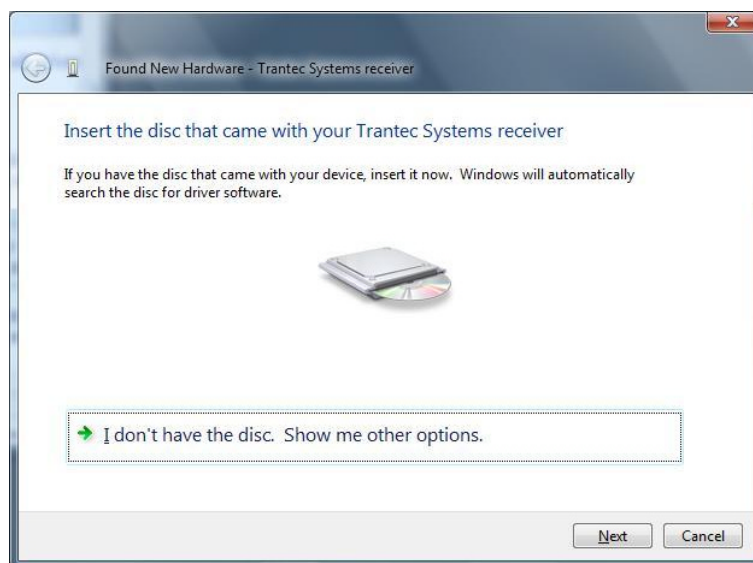 Found New Hardware - Trantec Systems receiver
Insert the disc that came with your Trantec Systems receiver
If you have the disc that came with your device, insert it now.  Windows will automatically
search the disc for driver software.
I don't have the disc.  Show me other options.
Next
Cancel